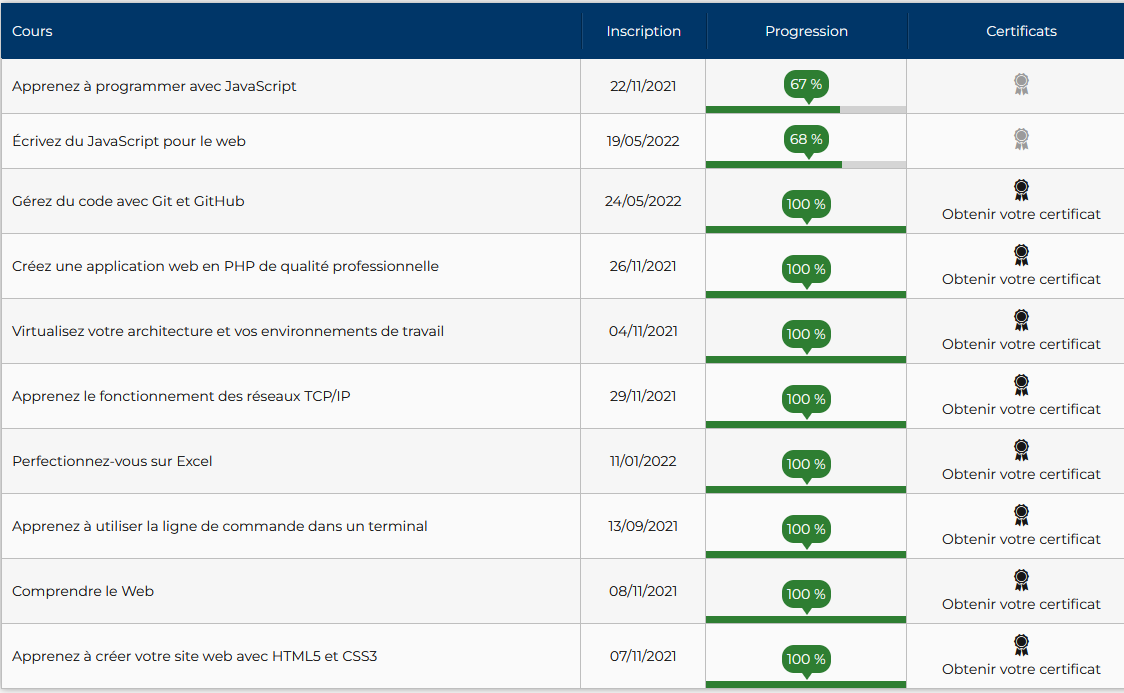 Cours Inscription Progression Certificats
Apprenez à programmer avec JavaScript 22/11/2021 67 %
Écrivez du JavaScript pour le web 19/05/2022 68 %
Gérez du code avec Git et GitHub 24/05/2022 100 % Obtenir votre certificat
Créez une application web en PHP de qualité professionnelle 26/11/2021 100 % Obtenir votre certificat
Virtualisez votre architecture et vos environnements de travail 04/11/2021 100 % Obtenir votre certificat
Apprenez le fonctionnement des réseaux TCP/IP 29/11/2021 100 % Obtenir votre certificat
Perfectionnez-vous sur Excel 11/01/2022 100 % Obtenir votre certificat
Apprenez à utiliser la ligne de commande dans un terminal 13/09/2021 100 % Obtenir votre certificat
Comprendre le Web 08/11/2021 100 % Obtenir votre certificat
Apprenez à créer votre site web avec HTML5 et CSS3 07/11/2021 100 % Obtenir votre certificat